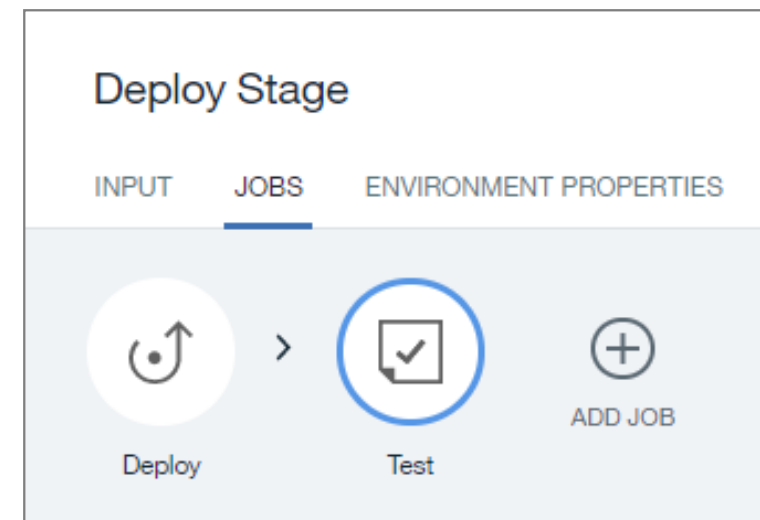 Deploy Stage
INPUT JOBS ENVIRONMENT PROPERTIES
ADD JOB
Deploy Test